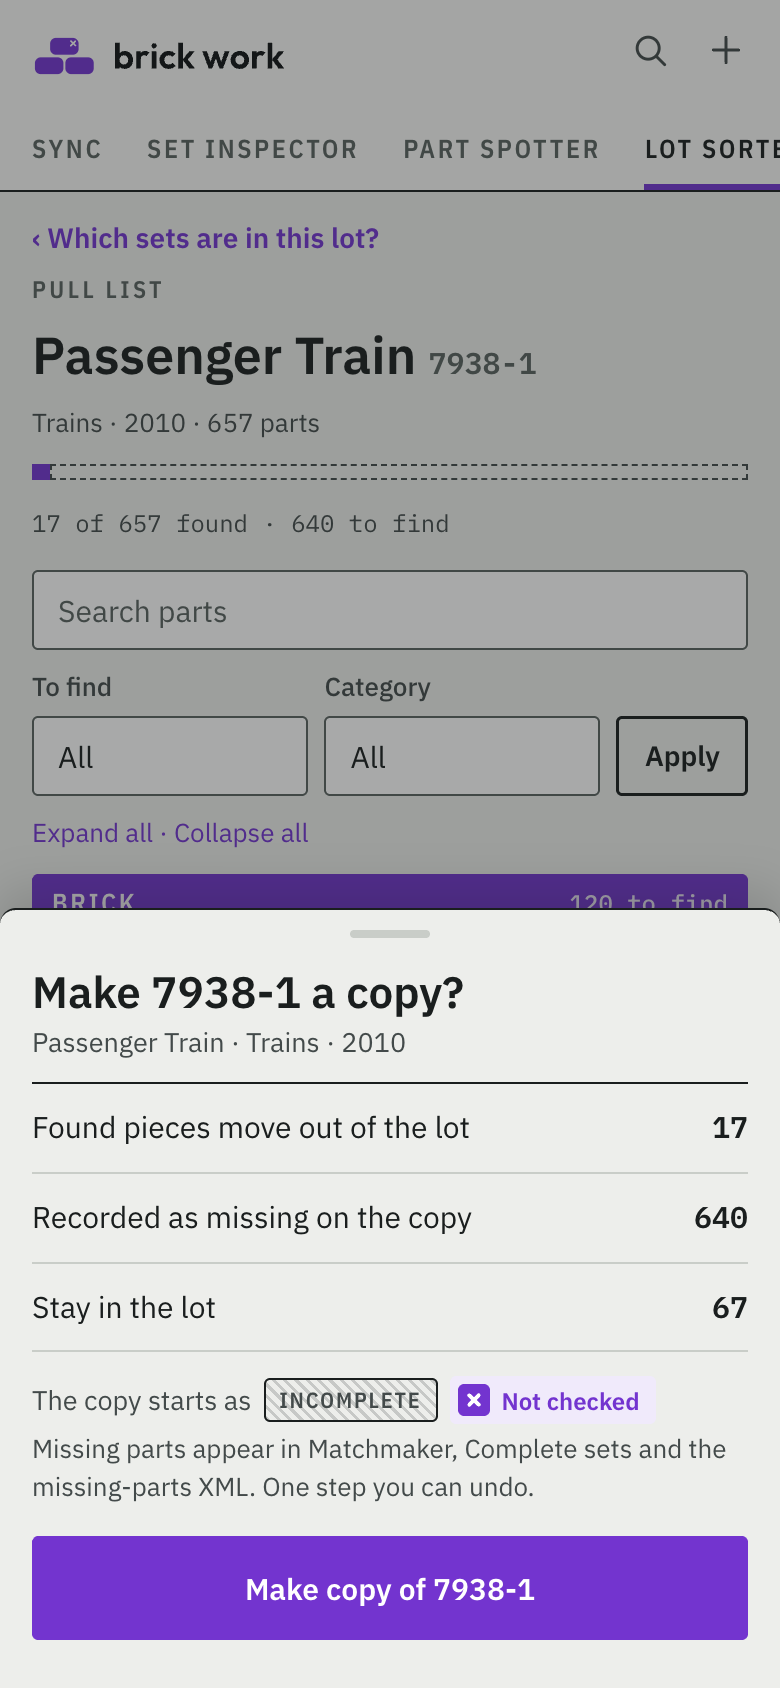 brick work
SYNC SET INSPECTOR PART SPOTTER LOT SORTE
‹ Which sets are in this lot?
PULL LIST
Passenger Train 7938-1
Trains · 2010 · 657 parts
17 of 657 found · 640 to find
Search parts
To find Category
All All Apply
Expand all · Collapse all
BRICK 120 to find
Make 7938-1 a copy?
Passenger Train · Trains · 2010
Found pieces move out of the lot 17
Recorded as missing on the copy 640
Stay in the lot 67
The copy starts as INCOMPLETE Not checked
Missing parts appear in Matchmaker, Complete sets and the
missing-parts XML. One step you can undo.
Make copy of 7938-1